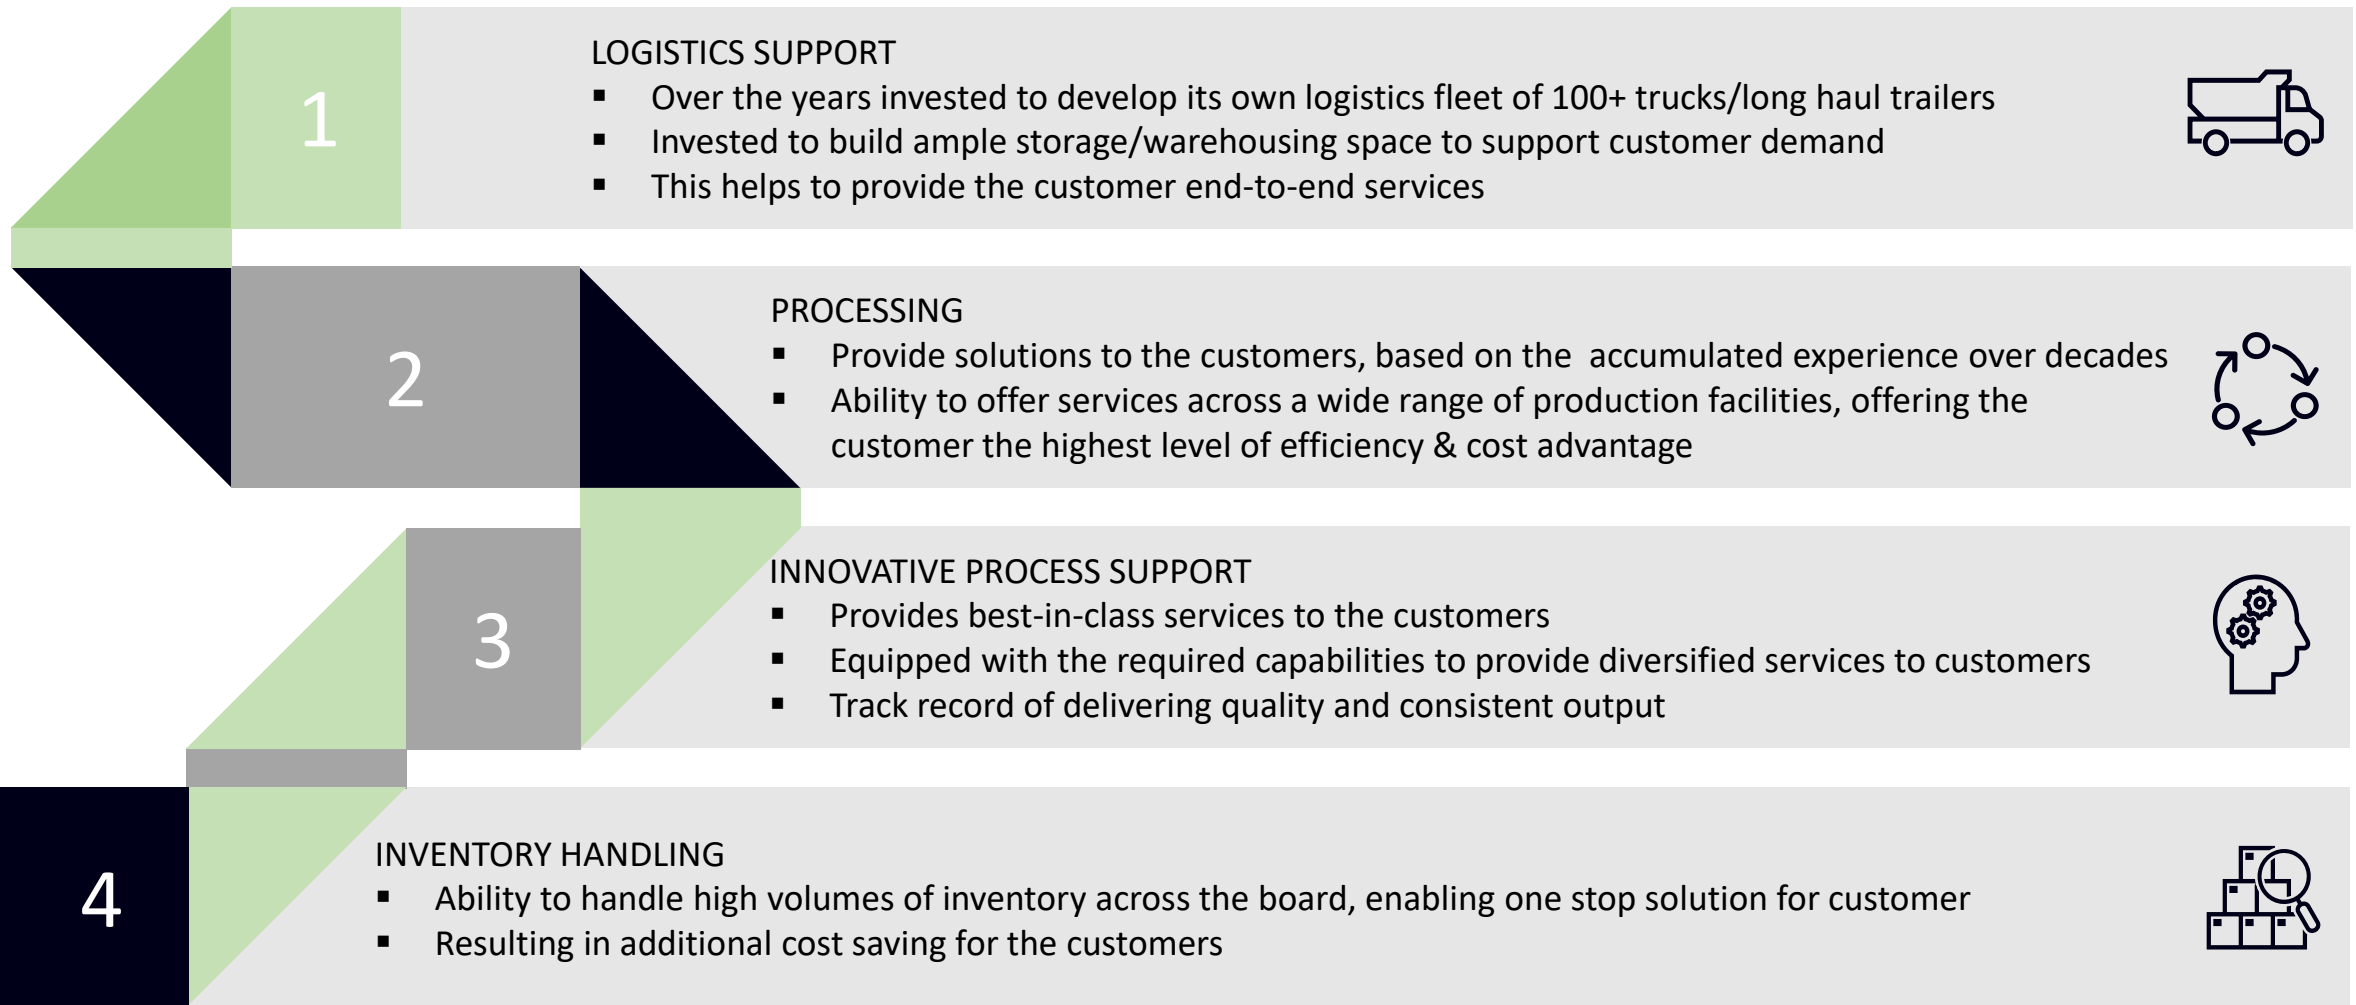 1
LOGISTICS SUPPORT
▪ Over the years invested to develop its own logistics fleet of 100+ trucks/long haul trailers
▪ Invested to build ample storage/warehousing space to support customer demand
▪ This helps to provide the customer end-to-end services
2
PROCESSING
▪ Provide solutions to the customers, based on the  accumulated experience over decades
▪ Ability to offer services across a wide range of production facilities, offering the
customer the highest level of efficiency & cost advantage
3
INNOVATIVE PROCESS SUPPORT
▪ Provides best-in-class services to the customers
▪ Equipped with the required capabilities to provide diversified services to customers
▪ Track record of delivering quality and consistent output
4
INVENTORY HANDLING
▪ Ability to handle high volumes of inventory across the board, enabling one stop solution for customer
▪ Resulting in additional cost saving for the customers